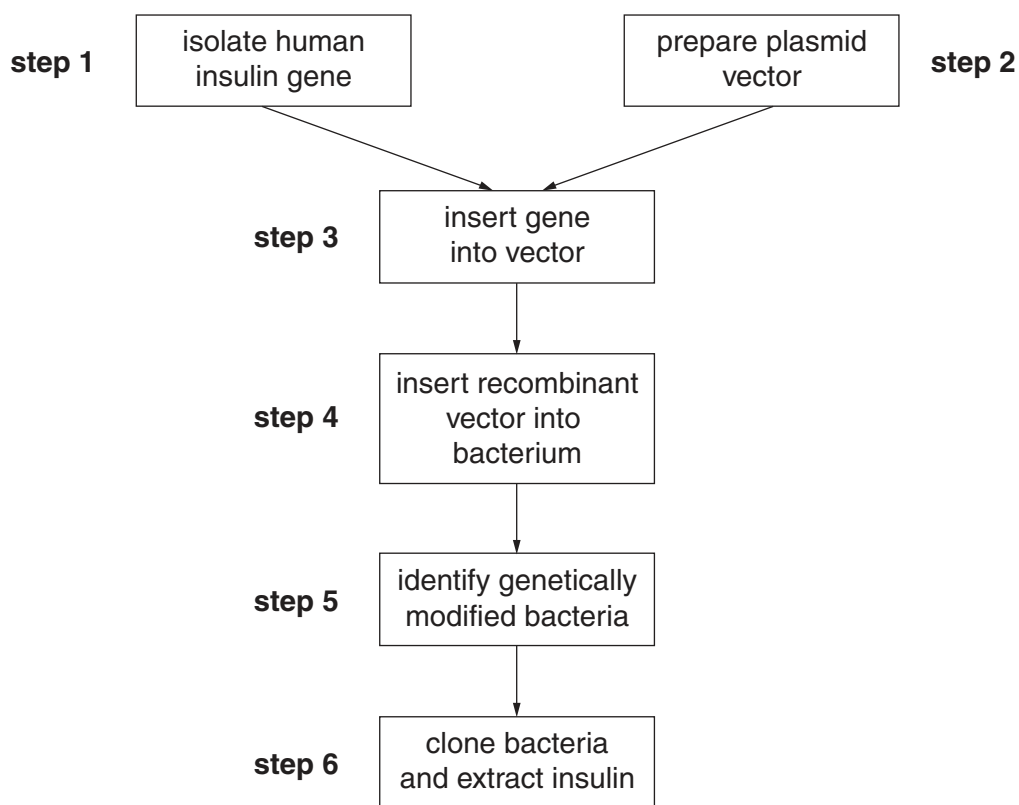 step 1
isolate human
insulin gene
prepare plasmid
vector
step 2
step 3
insert gene
into vector
step 4
insert recombinant
vector into
bacterium
step 5
identify genetically
modified bacteria
step 6
clone bacteria
and extract insulin